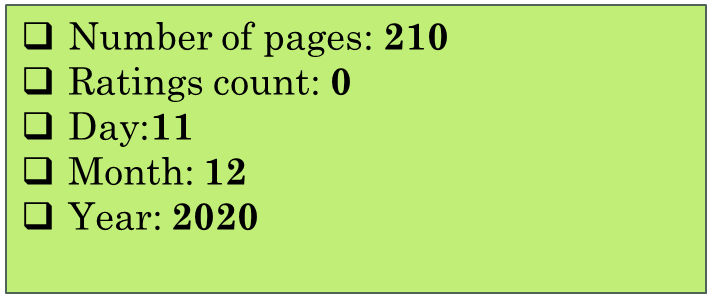 ❑ Number of pages: 210
❑ Ratings count: 0
❑ Day:11
❑ Month: 12
❑ Year: 2020